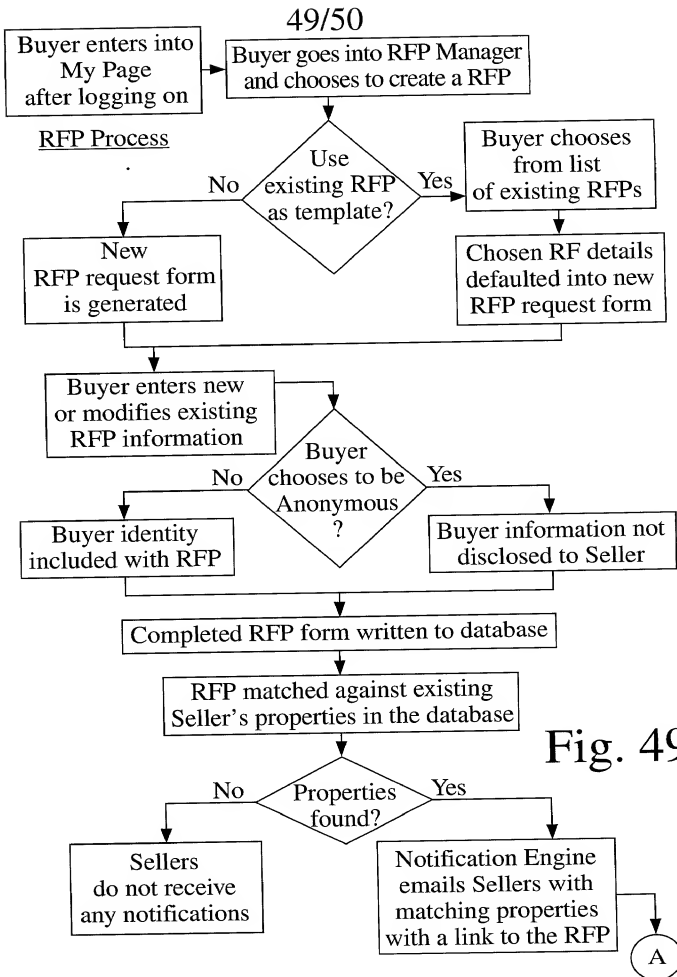 49/50
Buyer enters into
My Page
after logging on
Buyer goes into RFP Manager
and chooses to create a RFP
RFP Process
Use
existing RFP
as template?
No
Yes
Buyer chooses
from list
of existing RFPs
New
RFP request form
is generated
Chosen RF details
defaulted into new
RFP request form
Buyer enters new
or modifies existing
RFP information
Buyer
chooses to be
Anonymous
?
No
Yes
Buyer identity
included with RFP
Buyer information not
disclosed to Seller
Completed RFP form written to database
RFP matched against existing
Seller's properties in the database
Fig. 49
Properties
found?
No
Yes
Sellers
do not receive
any notifications
Notification Engine
emails Sellers with
matching properties
with a link to the RFP
A